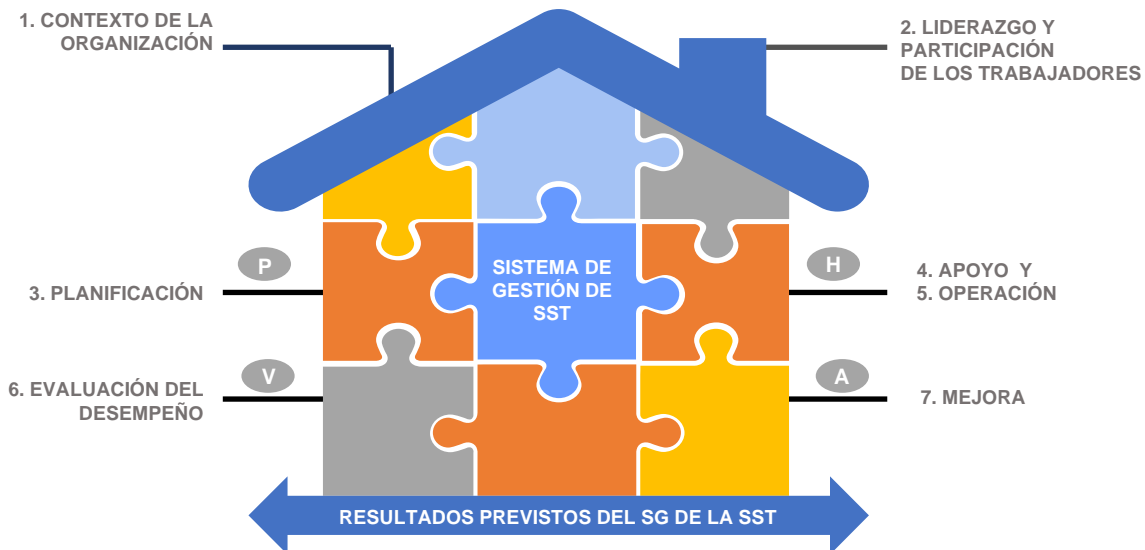 1. CONTEXTO DE LA
ORGANIZACIÓN
2. LIDERAZGO Y
PARTICIPACIÓN
DE LOS TRABAJADORES
P
3. PLANIFICACIÓN
SISTEMA DE
GESTIÓN DE
SST
H
4. APOYO Y
5. OPERACIÓN
V
6. EVALUACIÓN DEL
DESEMPEÑO
A
7. MEJORA
RESULTADOS PREVISTOS DEL SG DE LA SST